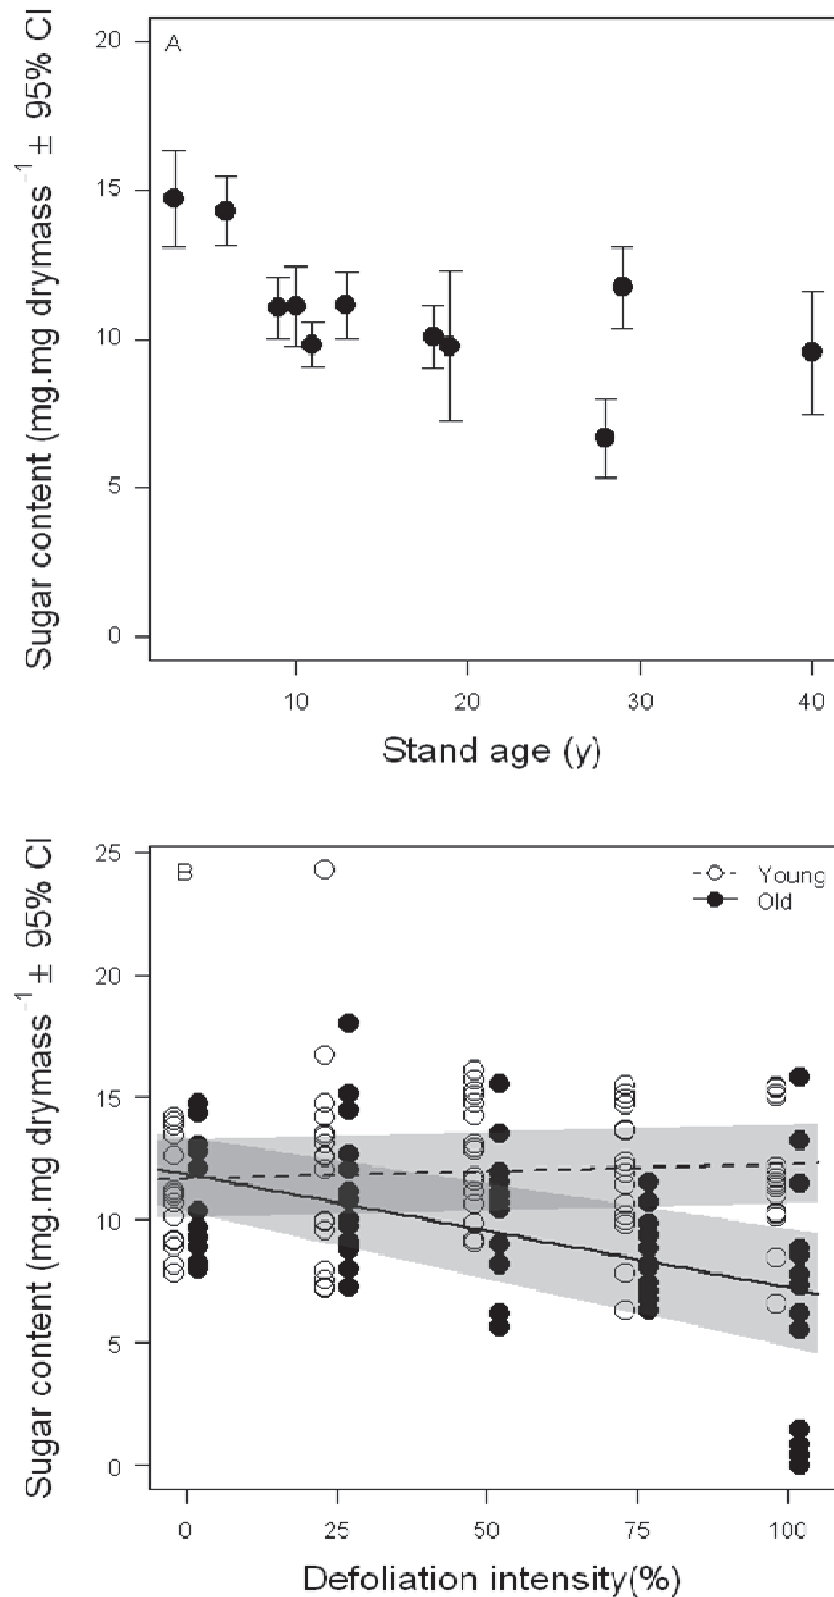 A
Sugar content (mg.mg drymass⁻¹ ± 95% CI
20
15
10
5
0
10 20 30 40
Stand age (y)
B
Young
Old
Sugar content (mg.mg drymass⁻¹ ± 95% CI
25
20
15
10
5
0
0 25 50 75 100
Defoliation intensity(%)